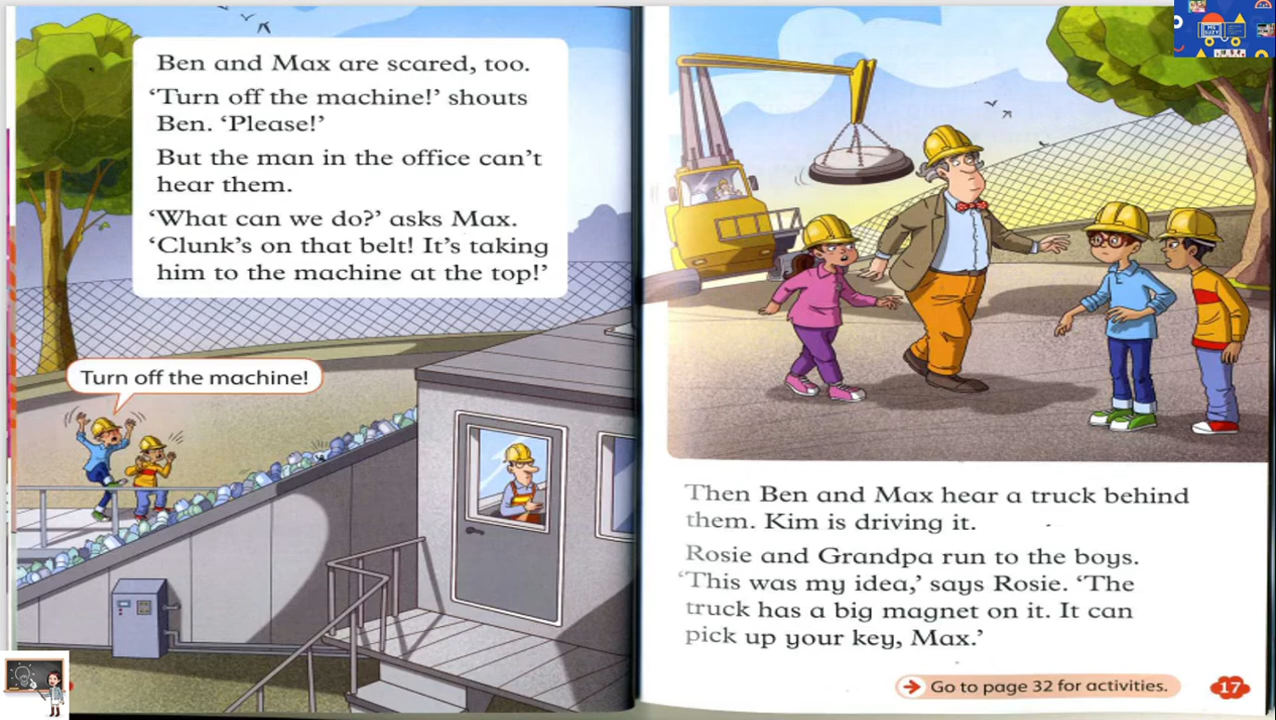 Ben and Max are scared, too.
‘Turn off the machine!’ shouts
Ben. ‘Please!’
But the man in the office can’t
hear them.
‘What can we do?’ asks Max.
‘Clunk’s on that belt! It’s taking
him to the machine at the top!’
Turn off the machine!
Then Ben and Max hear a truck behind
them. Kim is driving it.
Rosie and Grandpa run to the boys.
‘This was my idea,’ says Rosie. ‘The
truck has a big magnet on it. It can
pick up your key, Max.’
Go to page 32 for activities.
17